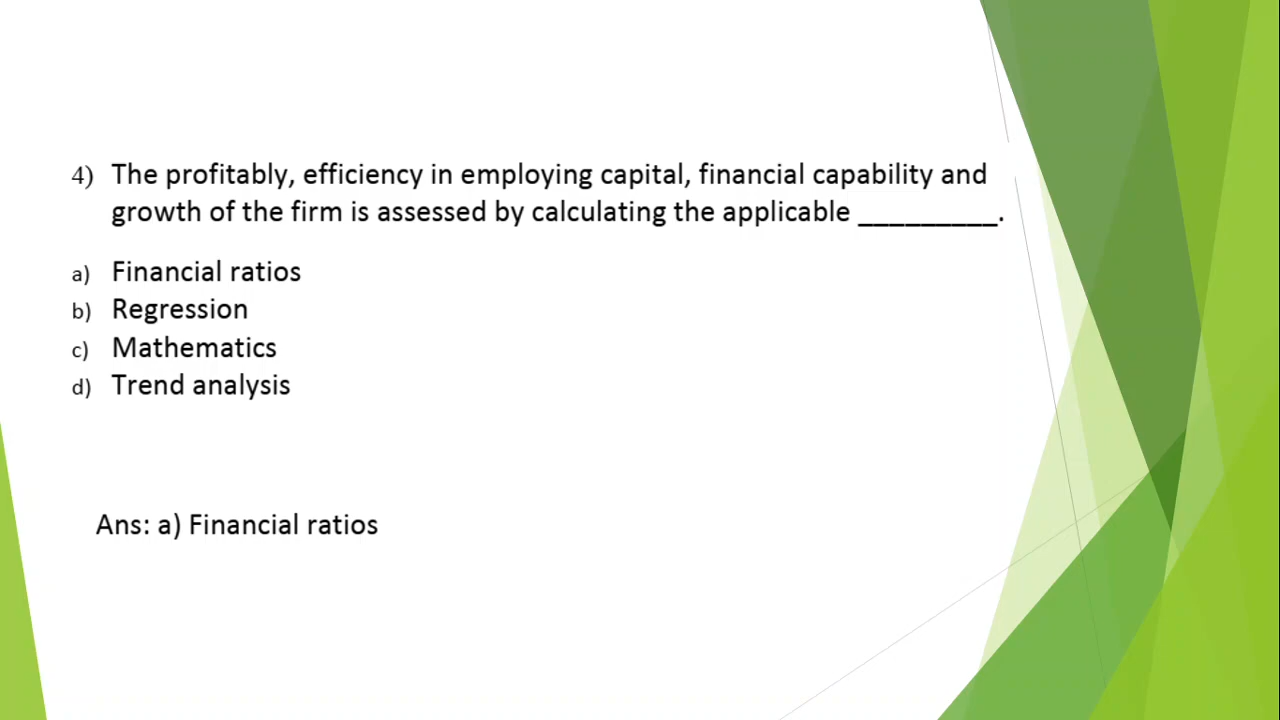 4) The profitably, efficiency in employing capital, financial capability and
growth of the firm is assessed by calculating the applicable _________.
a) Financial ratios
b) Regression
c) Mathematics
d) Trend analysis
Ans: a) Financial ratios